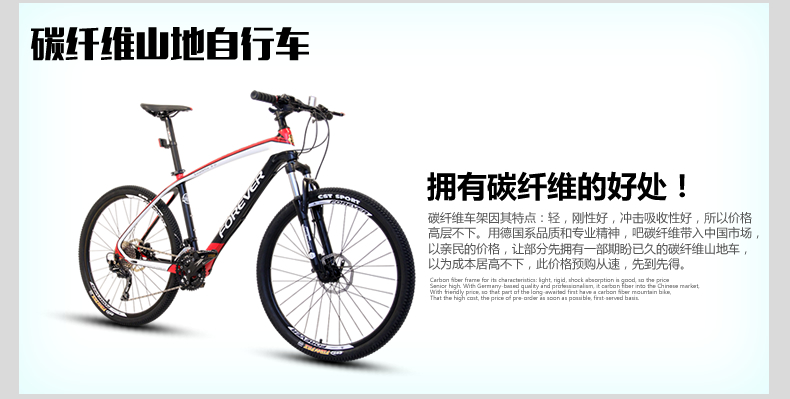 碳纤维山地自行车
FOREVER
CST SPORT
拥有碳纤维的好处！
碳纤维车架因其特点：轻，刚性好，冲击吸收性好，所以价格
高层不下。用德国系品质和专业精神，吧碳纤维带入中国市场，
以亲民的价格，让部分先拥有一部期盼已久的碳纤维山地车，
以为成本居高不下，此价格预购从速，先到先得。
Carbon fiber frame for its characteristics: light, rigid, shock absorption is good, so the price
Senior high. With Germany-based quality and professionalism, it carbon fiber into the Chinese market,
With friendly price, so that part of the long-awaited first have a carbon fiber mountain bike,
That the high cost, the price of pre-order as soon as possible, first-served basis.